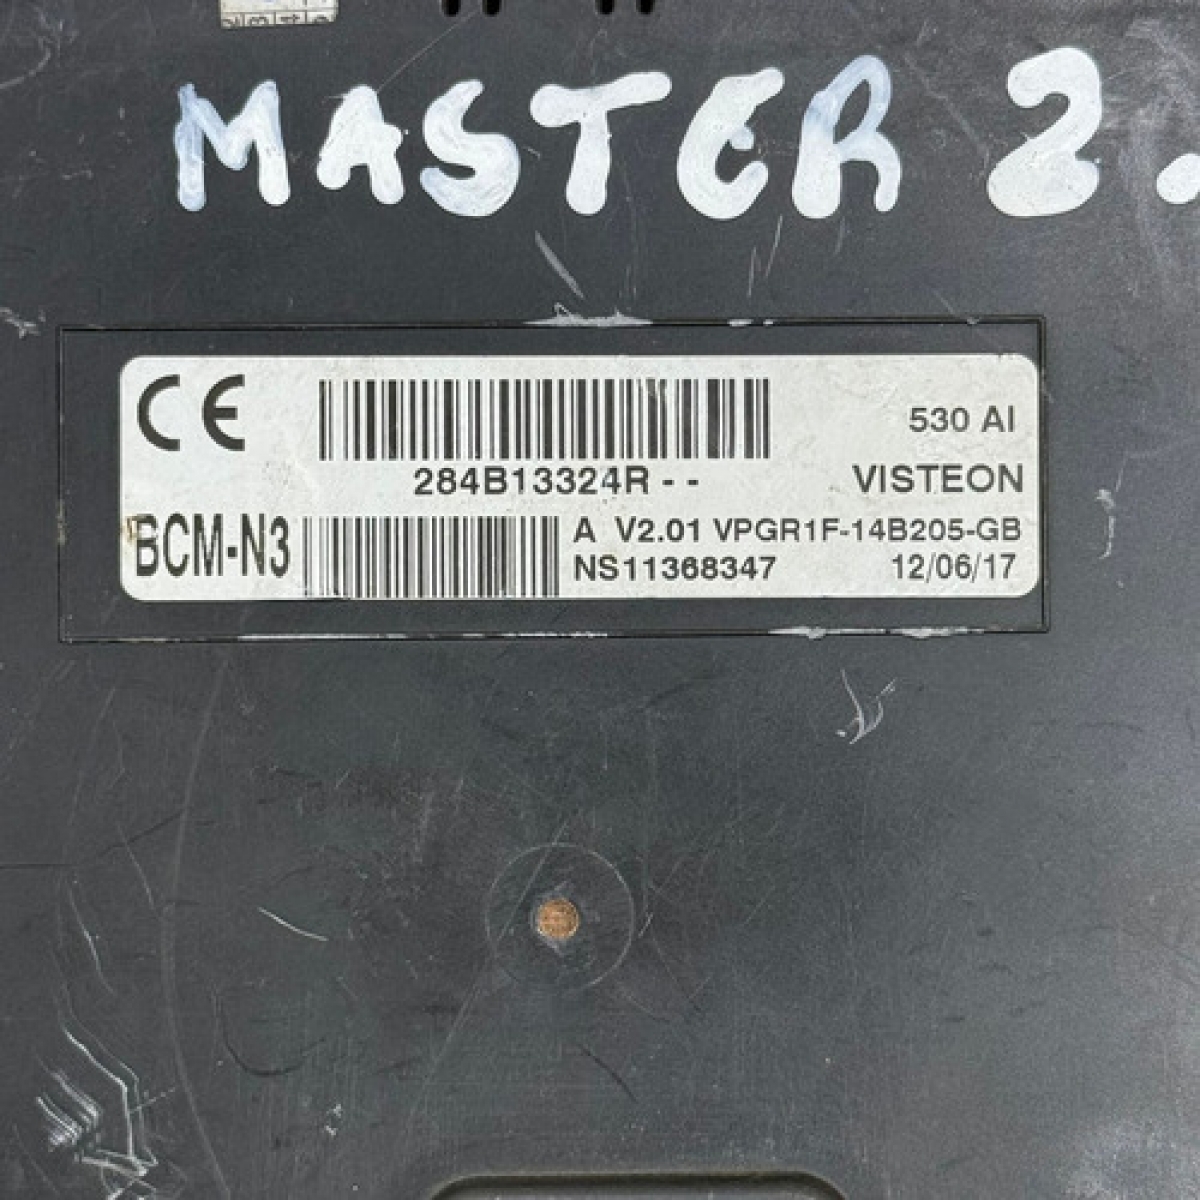 MASTER 2.
CE
530 AI
284B13324R - -
VISTEON
BCM-N3
A V2.01 VPGR1F-14B205-GB
NS11368347
12/06/17